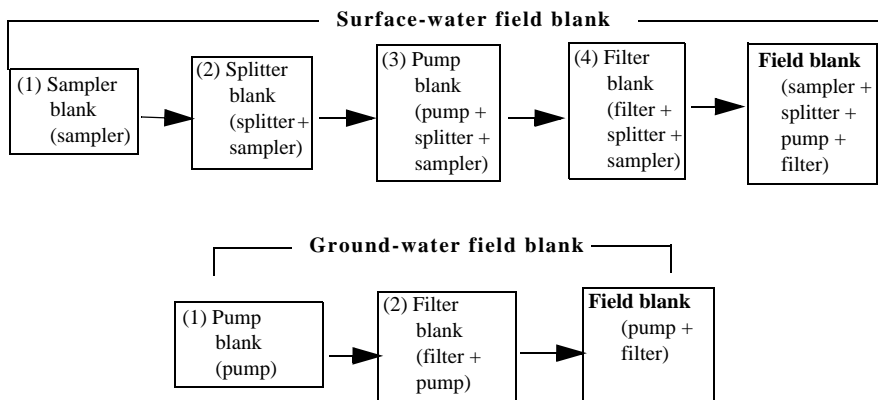 Surface-water field blank
(1) Sampler
blank
(sampler)
(2) Splitter
blank
(splitter +
sampler)
(3) Pump
blank
(pump +
splitter +
sampler)
(4) Filter
blank
(filter +
splitter +
sampler)
Field blank
(sampler +
splitter +
pump +
filter)
Ground-water field blank
(1) Pump
blank
(pump)
(2) Filter
blank
(filter +
pump)
Field blank
(pump +
filter)